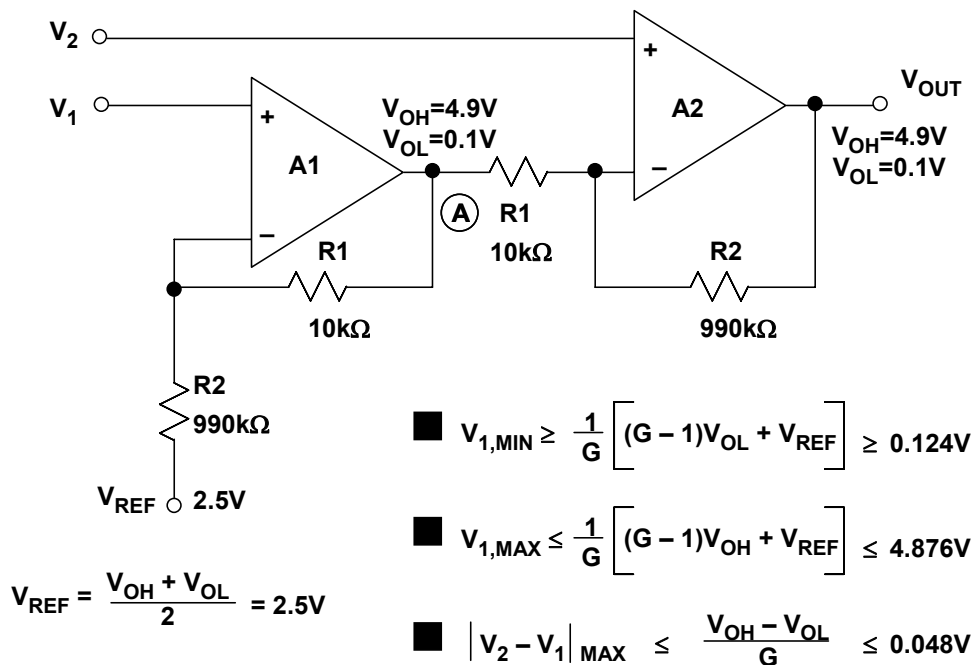 V2
V1
+
A1
−
VOH=4.9V
VOL=0.1V
A
R1
10kΩ
R1
10kΩ
+
A2
−
VOUT
VOH=4.9V
VOL=0.1V
R2
990kΩ
R2
990kΩ
VREF 2.5V
VREF = (VOH + VOL) / 2 = 2.5V
V1,MIN ≥ 1/G [(G – 1)VOL + VREF] ≥ 0.124V
V1,MAX ≤ 1/G [(G – 1)VOH + VREF] ≤ 4.876V
|V2 – V1| MAX ≤ (VOH – VOL) / G ≤ 0.048V